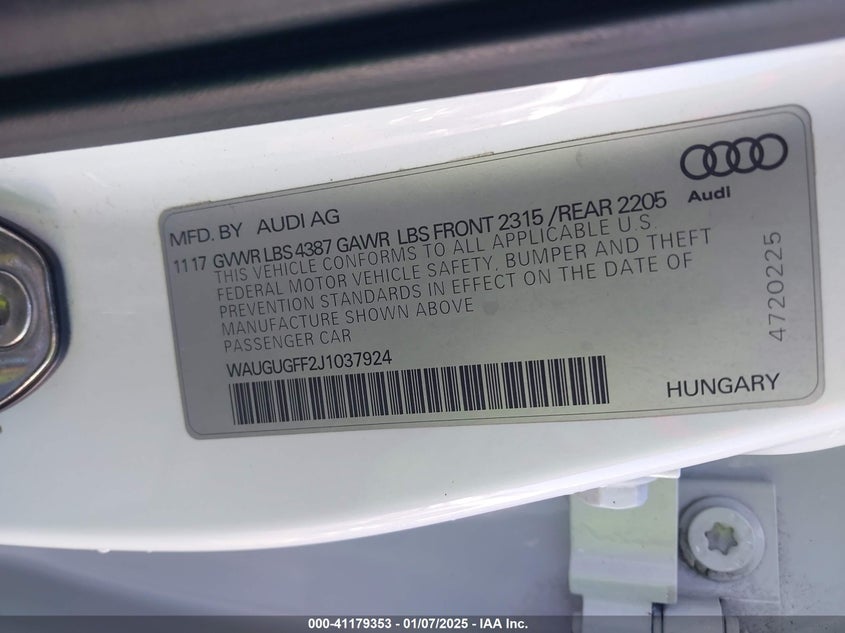 Audi
MFD. BY AUDI AG
1117 GVWR LBS 4387 GAWR LBS FRONT 2315 /REAR 2205
THIS VEHICLE CONFORMS TO ALL APPLICABLE U.S.
FEDERAL MOTOR VEHICLE SAFETY, BUMPER AND THEFT
PREVENTION STANDARDS IN EFFECT ON THE DATE OF
MANUFACTURE SHOWN ABOVE
PASSENGER CAR
WAUGUGFF2J1037924
HUNGARY
4720225
000-41179353 - 01/07/2025 - IAA Inc.